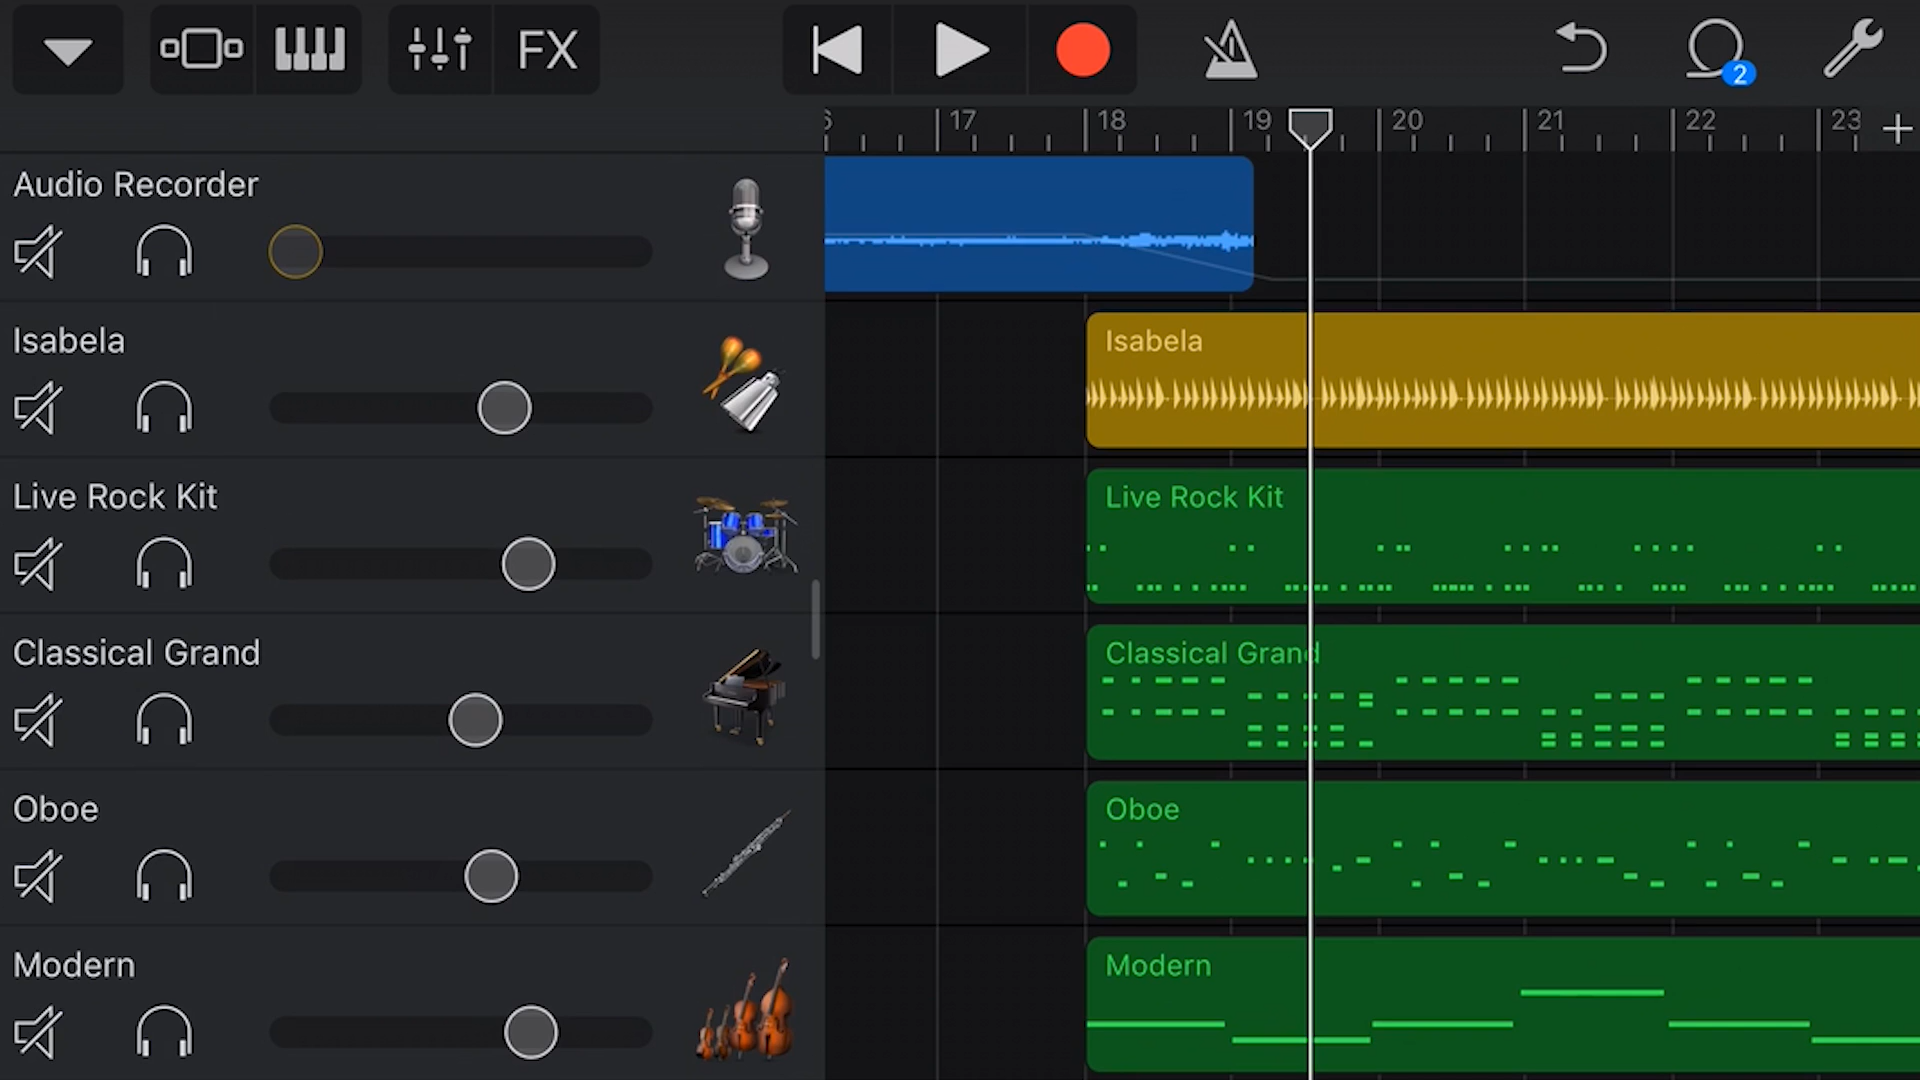 FX
2
17 18 19 20 21 22 23
Audio Recorder
Isabela
Isabela
Live Rock Kit
Live Rock Kit
Classical Grand
Classical Grand
Oboe
Oboe
Modern
Modern